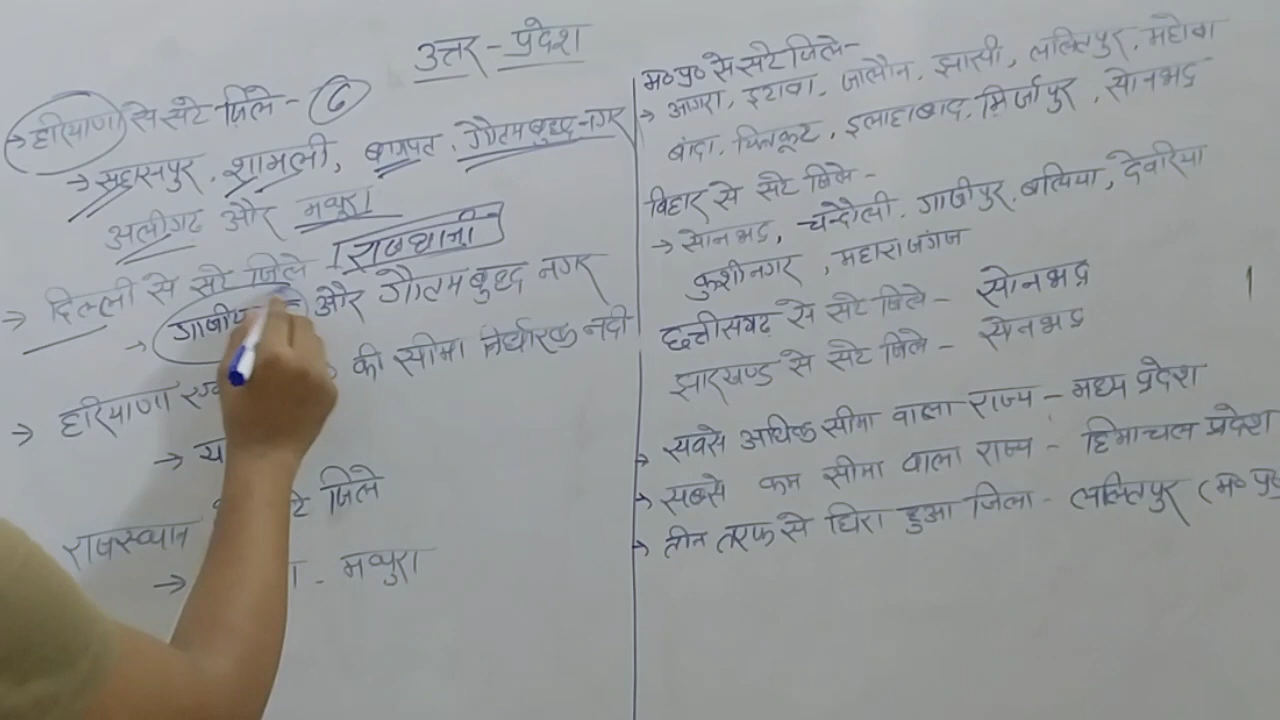 उत्तर - प्रदेश
→ हरियाणा से सटे जिले - ६
→ सहारनपुर, शामली, बागपत, गौतमबुद्ध नगर
अलीगढ और मथुरा
राजधानी
→ दिल्ली से सटे जिले
→ और गौतमबुद्ध नगर
→ हरियाणा की सीमा निर्धारक नदी
→
राजस्थान सटे जिले
→ - मथुरा
म०प्र० से सटे जिले-
→ आगरा, इटावा, जालौन, झांसी, ललितपुर, महोबा
बांदा, चित्रकूट, इलाहाबाद, मिर्जापुर, सोनभद्र
बिहार से सटे जिले -
→ सोनभद्र, चन्दौली, गाजीपुर, बलिया, देवरिया
कुशीनगर, महाराजगंज
छत्तीसगढ से सटे जिले - सोनभद्र
झारखण्ड से सटे जिले - सोनभद्र
→ सबसे अधिक सीमा वाला राज्य - मध्य प्रदेश
→ सबसे कम सीमा वाला राज्य - हिमाचल प्रदेश
→ तीन तरफ से घिरा हुआ जिला - ललितपुर (म० प्र०